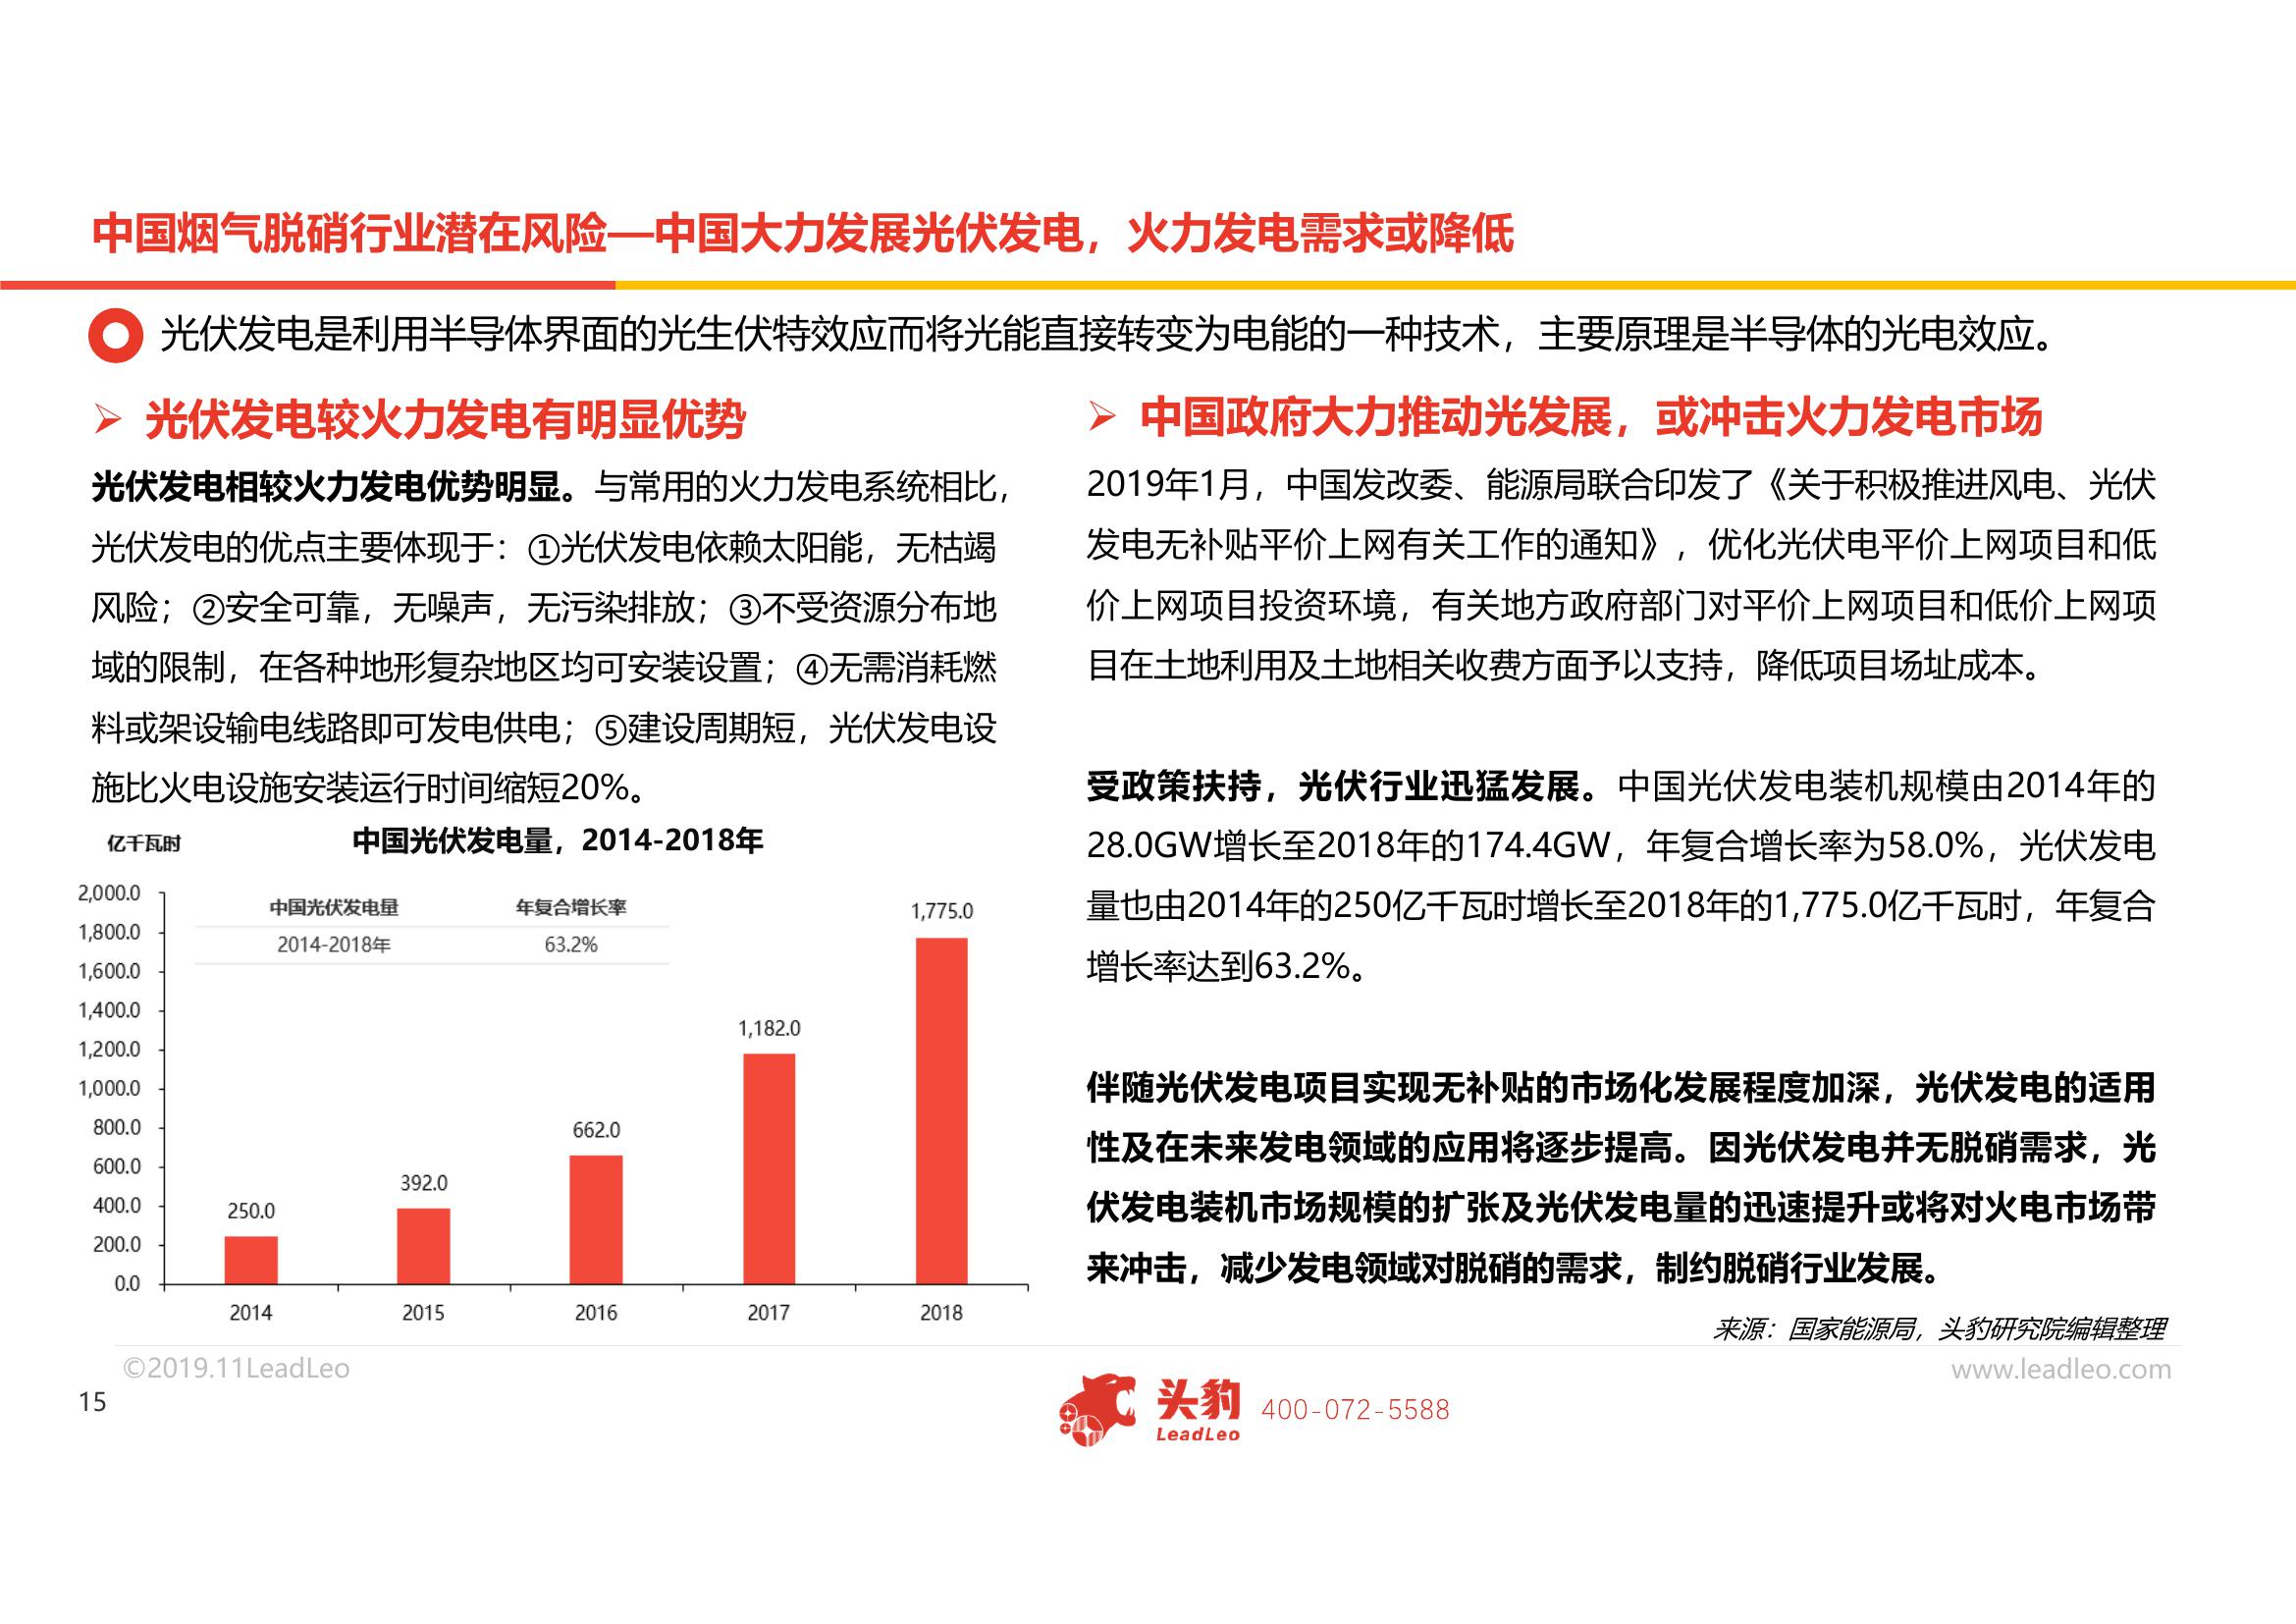 中国烟气脱硝行业潜在风险—中国大力发展光伏发电，火力发电需求或降低
光伏发电是利用半导体界面的光生伏特效应而将光能直接转变为电能的一种技术，主要原理是半导体的光电效应。
➢ 光伏发电较火力发电有明显优势
光伏发电相较火力发电优势明显。与常用的火力发电系统相比，
光伏发电的优点主要体现于：①光伏发电依赖太阳能，无枯竭
风险；②安全可靠，无噪声，无污染排放；③不受资源分布地
域的限制，在各种地形复杂地区均可安装设置；④无需消耗燃
料或架设输电线路即可发电供电；⑤建设周期短，光伏发电设
施比火电设施安装运行时间缩短20%。
亿千瓦时
中国光伏发电量，2014-2018年
中国光伏发电量 年复合增长率
2014-2018年 63.2%
2,000.0
1,800.0
1,600.0
1,400.0
1,200.0
1,000.0
800.0
600.0
400.0
200.0
0.0
250.0
392.0
662.0
1,182.0
1,775.0
2014 2015 2016 2017 2018
➢ 中国政府大力推动光发展，或冲击火力发电市场
2019年1月，中国发改委、能源局联合印发了《关于积极推进风电、光伏
发电无补贴平价上网有关工作的通知》，优化光伏电平价上网项目和低
价上网项目投资环境，有关地方政府部门对平价上网项目和低价上网项
目在土地利用及土地相关收费方面予以支持，降低项目场址成本。
受政策扶持，光伏行业迅猛发展。中国光伏发电装机规模由2014年的
28.0GW增长至2018年的174.4GW，年复合增长率为58.0%，光伏发电
量也由2014年的250亿千瓦时增长至2018年的1,775.0亿千瓦时，年复合
增长率达到63.2%。
伴随光伏发电项目实现无补贴的市场化发展程度加深，光伏发电的适用
性及在未来发电领域的应用将逐步提高。因光伏发电并无脱硝需求，光
伏发电装机市场规模的扩张及光伏发电量的迅速提升或将对火电市场带
来冲击，减少发电领域对脱硝的需求，制约脱硝行业发展。
来源：国家能源局，头豹研究院编辑整理
©2019.11LeadLeo
www.leadleo.com
15
头豹
LeadLeo
400-072-5588